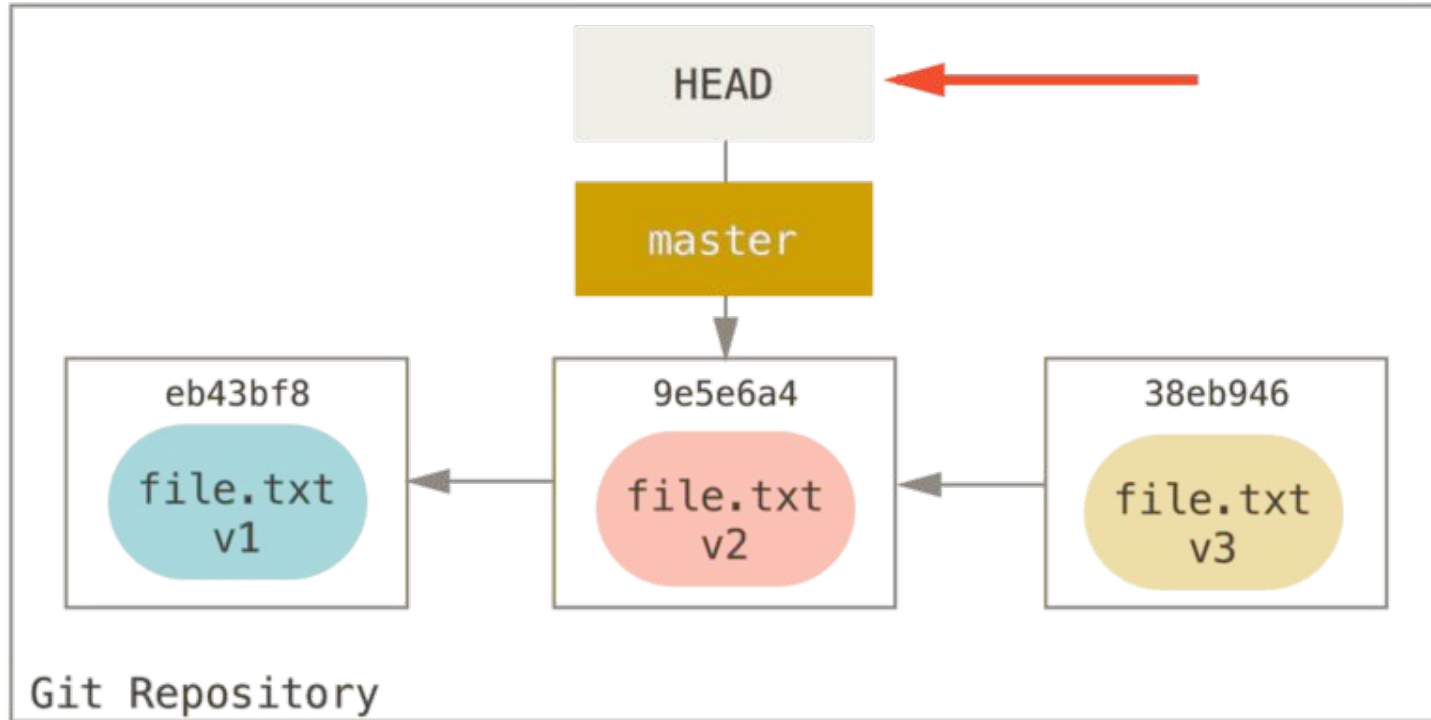 HEAD
master
eb43bf8
9e5e6a4
38eb946
file.txt
v1
file.txt
v2
file.txt
v3
Git Repository